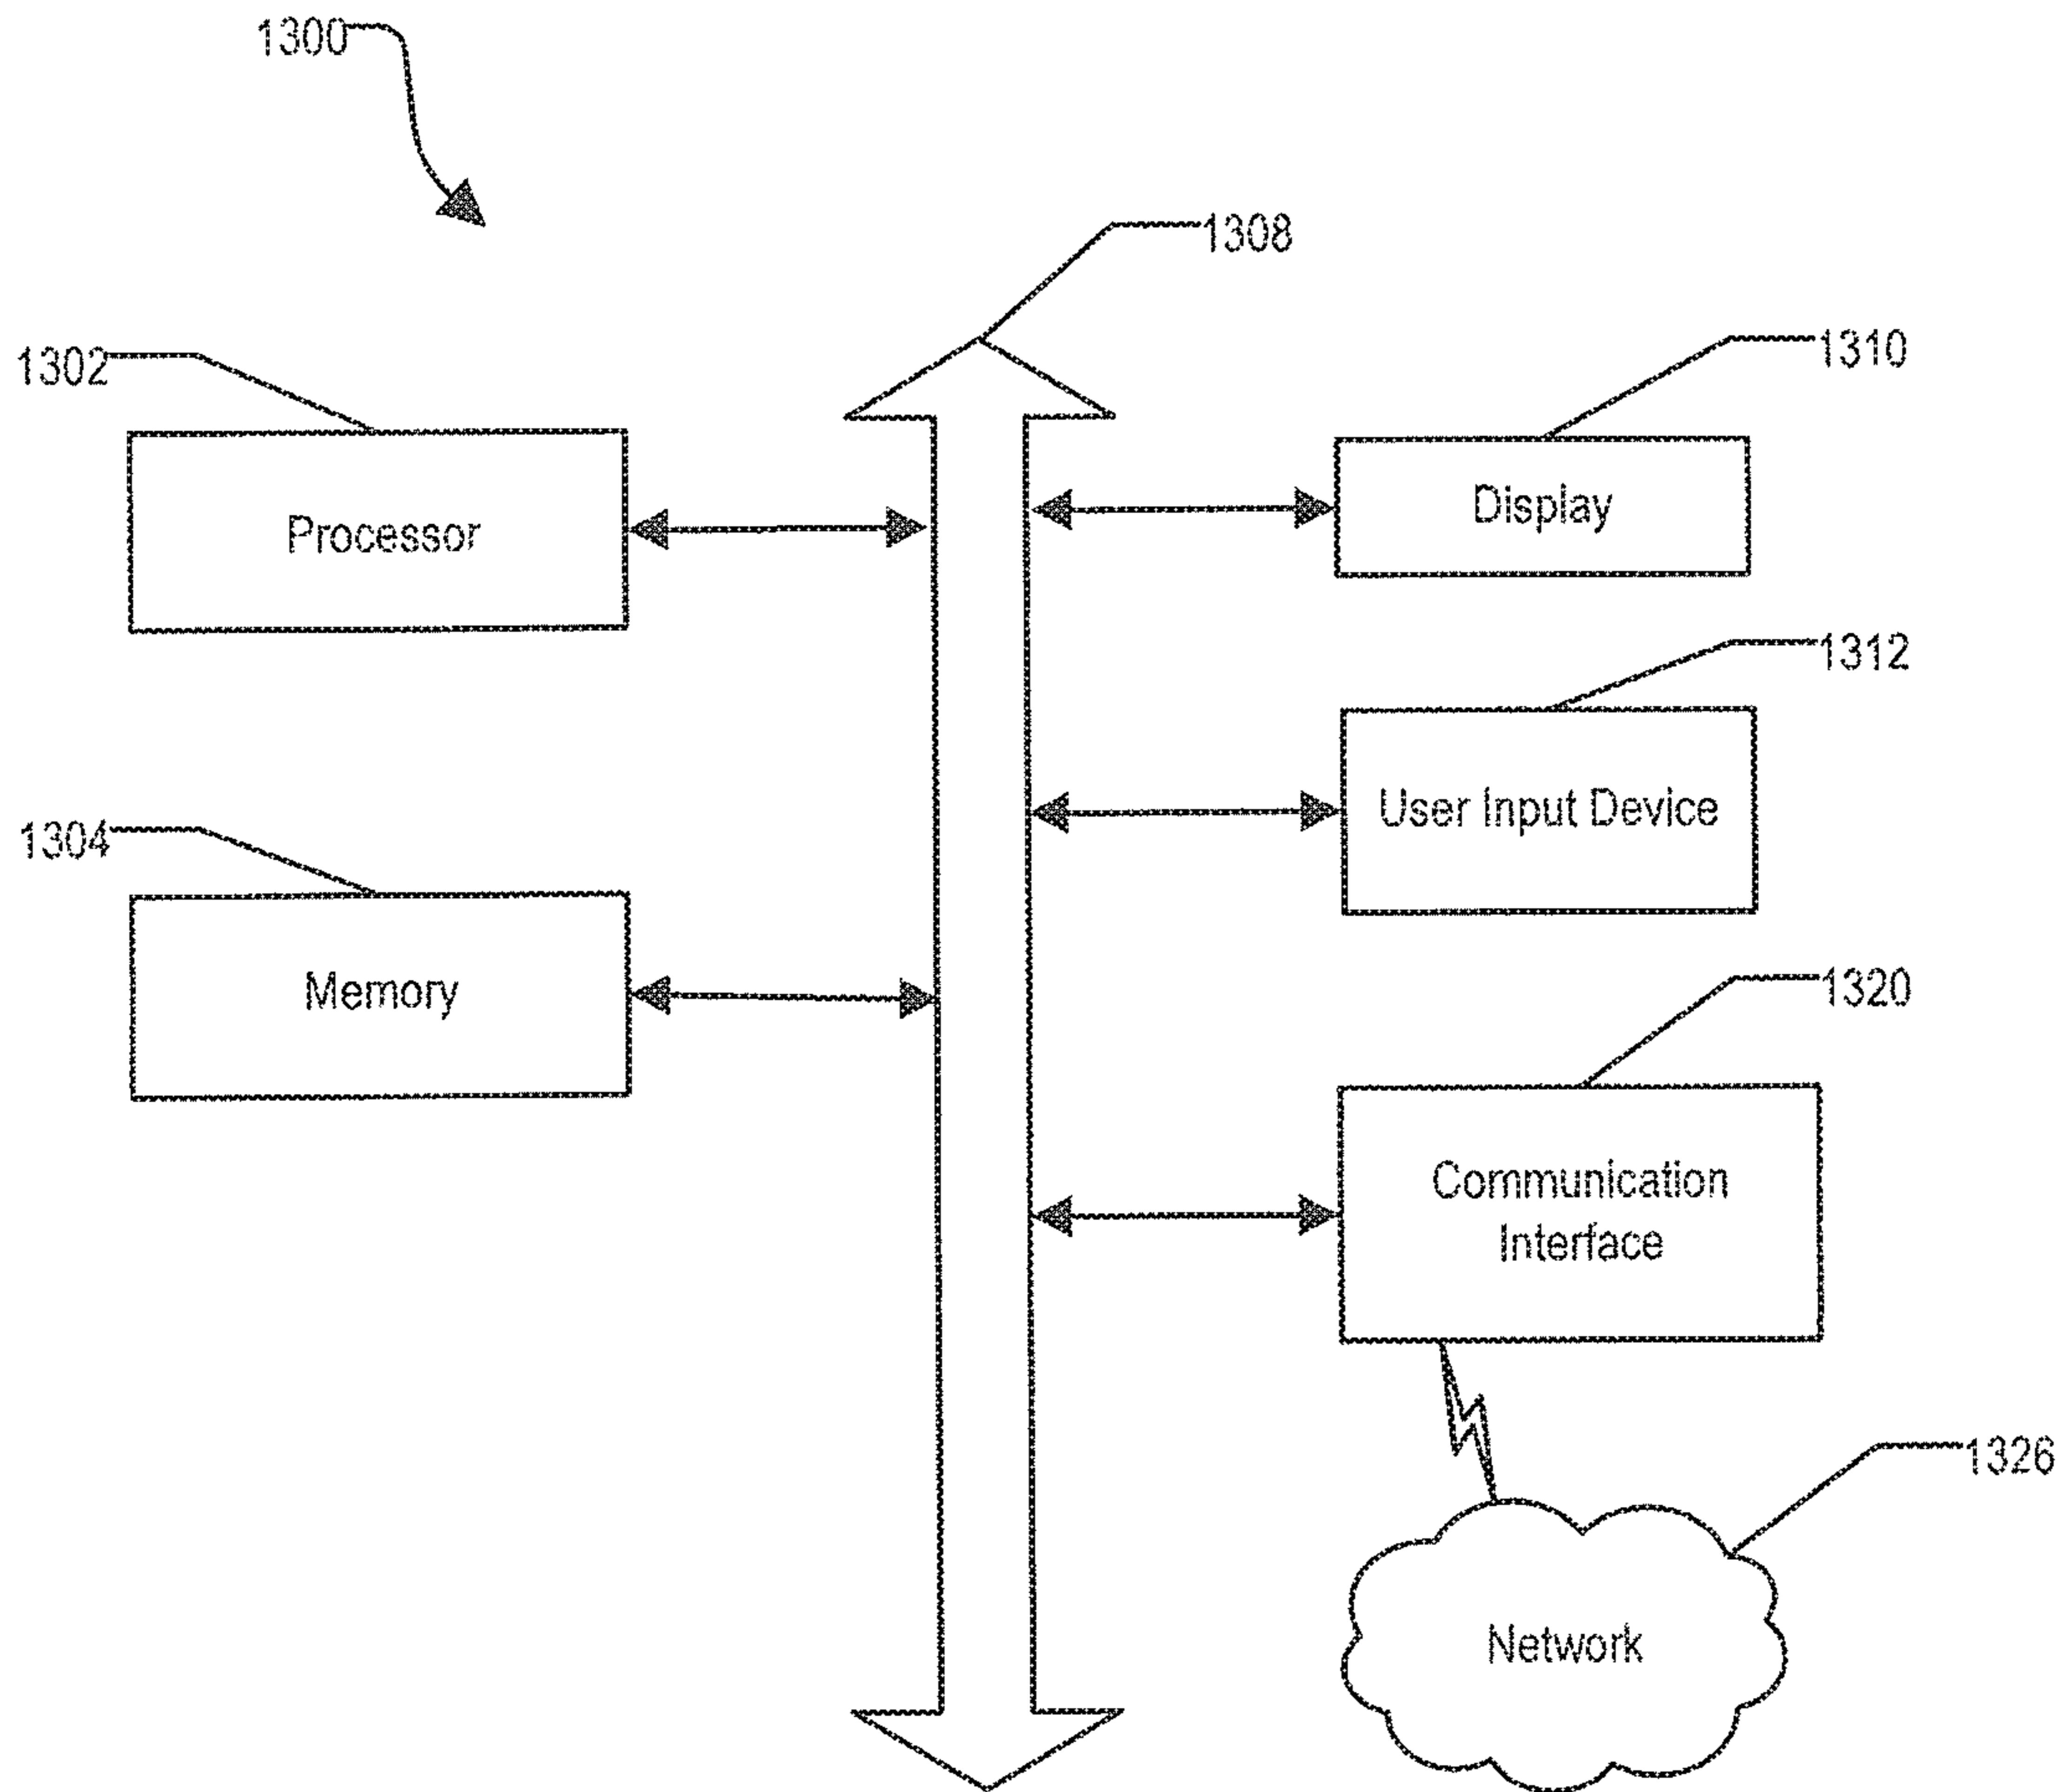 1300
1308
1302
1310
Processor
Display
1312
1304
User Input Device
Memory
1320
Communication
Interface
1326
Network